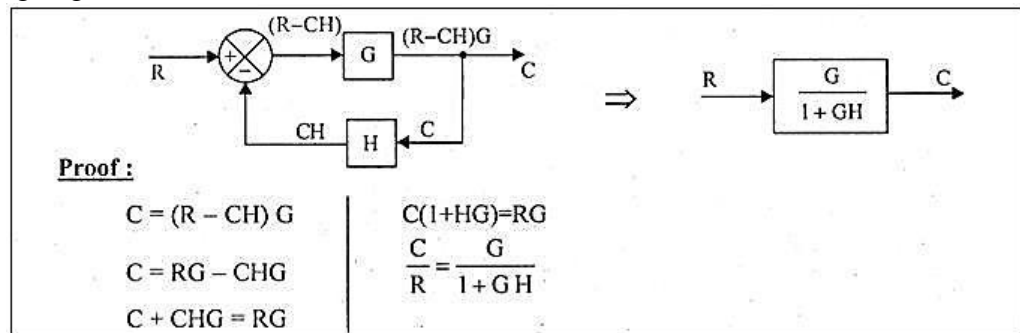 (R–CH)
(R–CH)G
+
–
G
R
C
CH
H
C
⇒
R
G
1 + GH
C
Proof :
C = (R – CH) G
C = RG – CHG
C + CHG = RG
C(1+HG)=RG
C/R = G/(1 + G H)